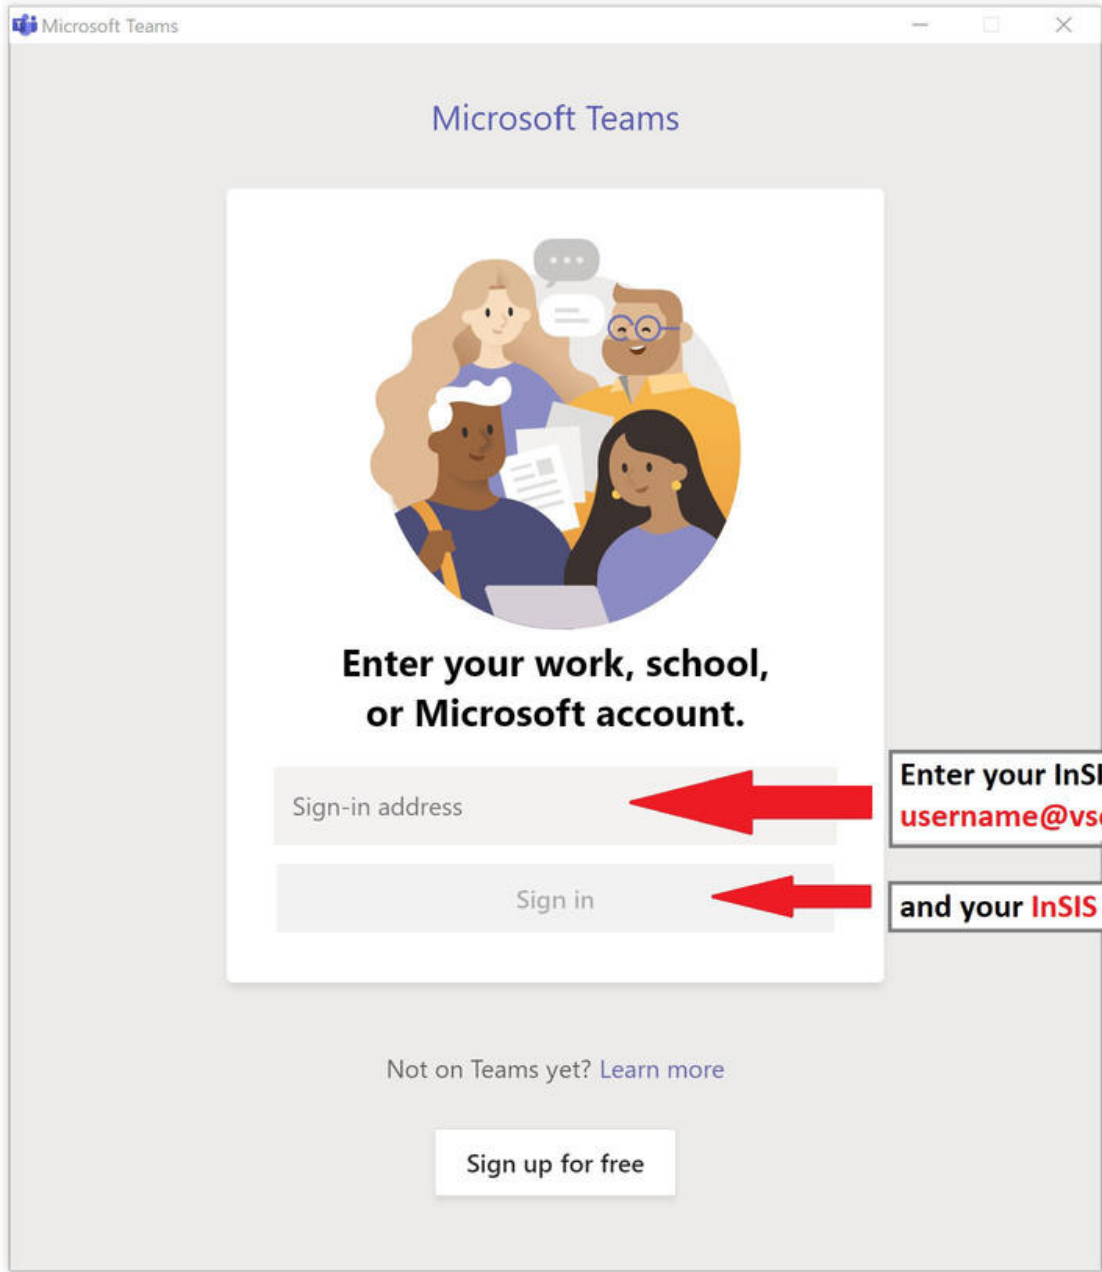 Microsoft Teams
Microsoft Teams
Enter your work, school,
or Microsoft account.
Sign-in address
Enter your
username
Sign in
and your InSIS
Not on Teams yet? Learn more
Sign up for free